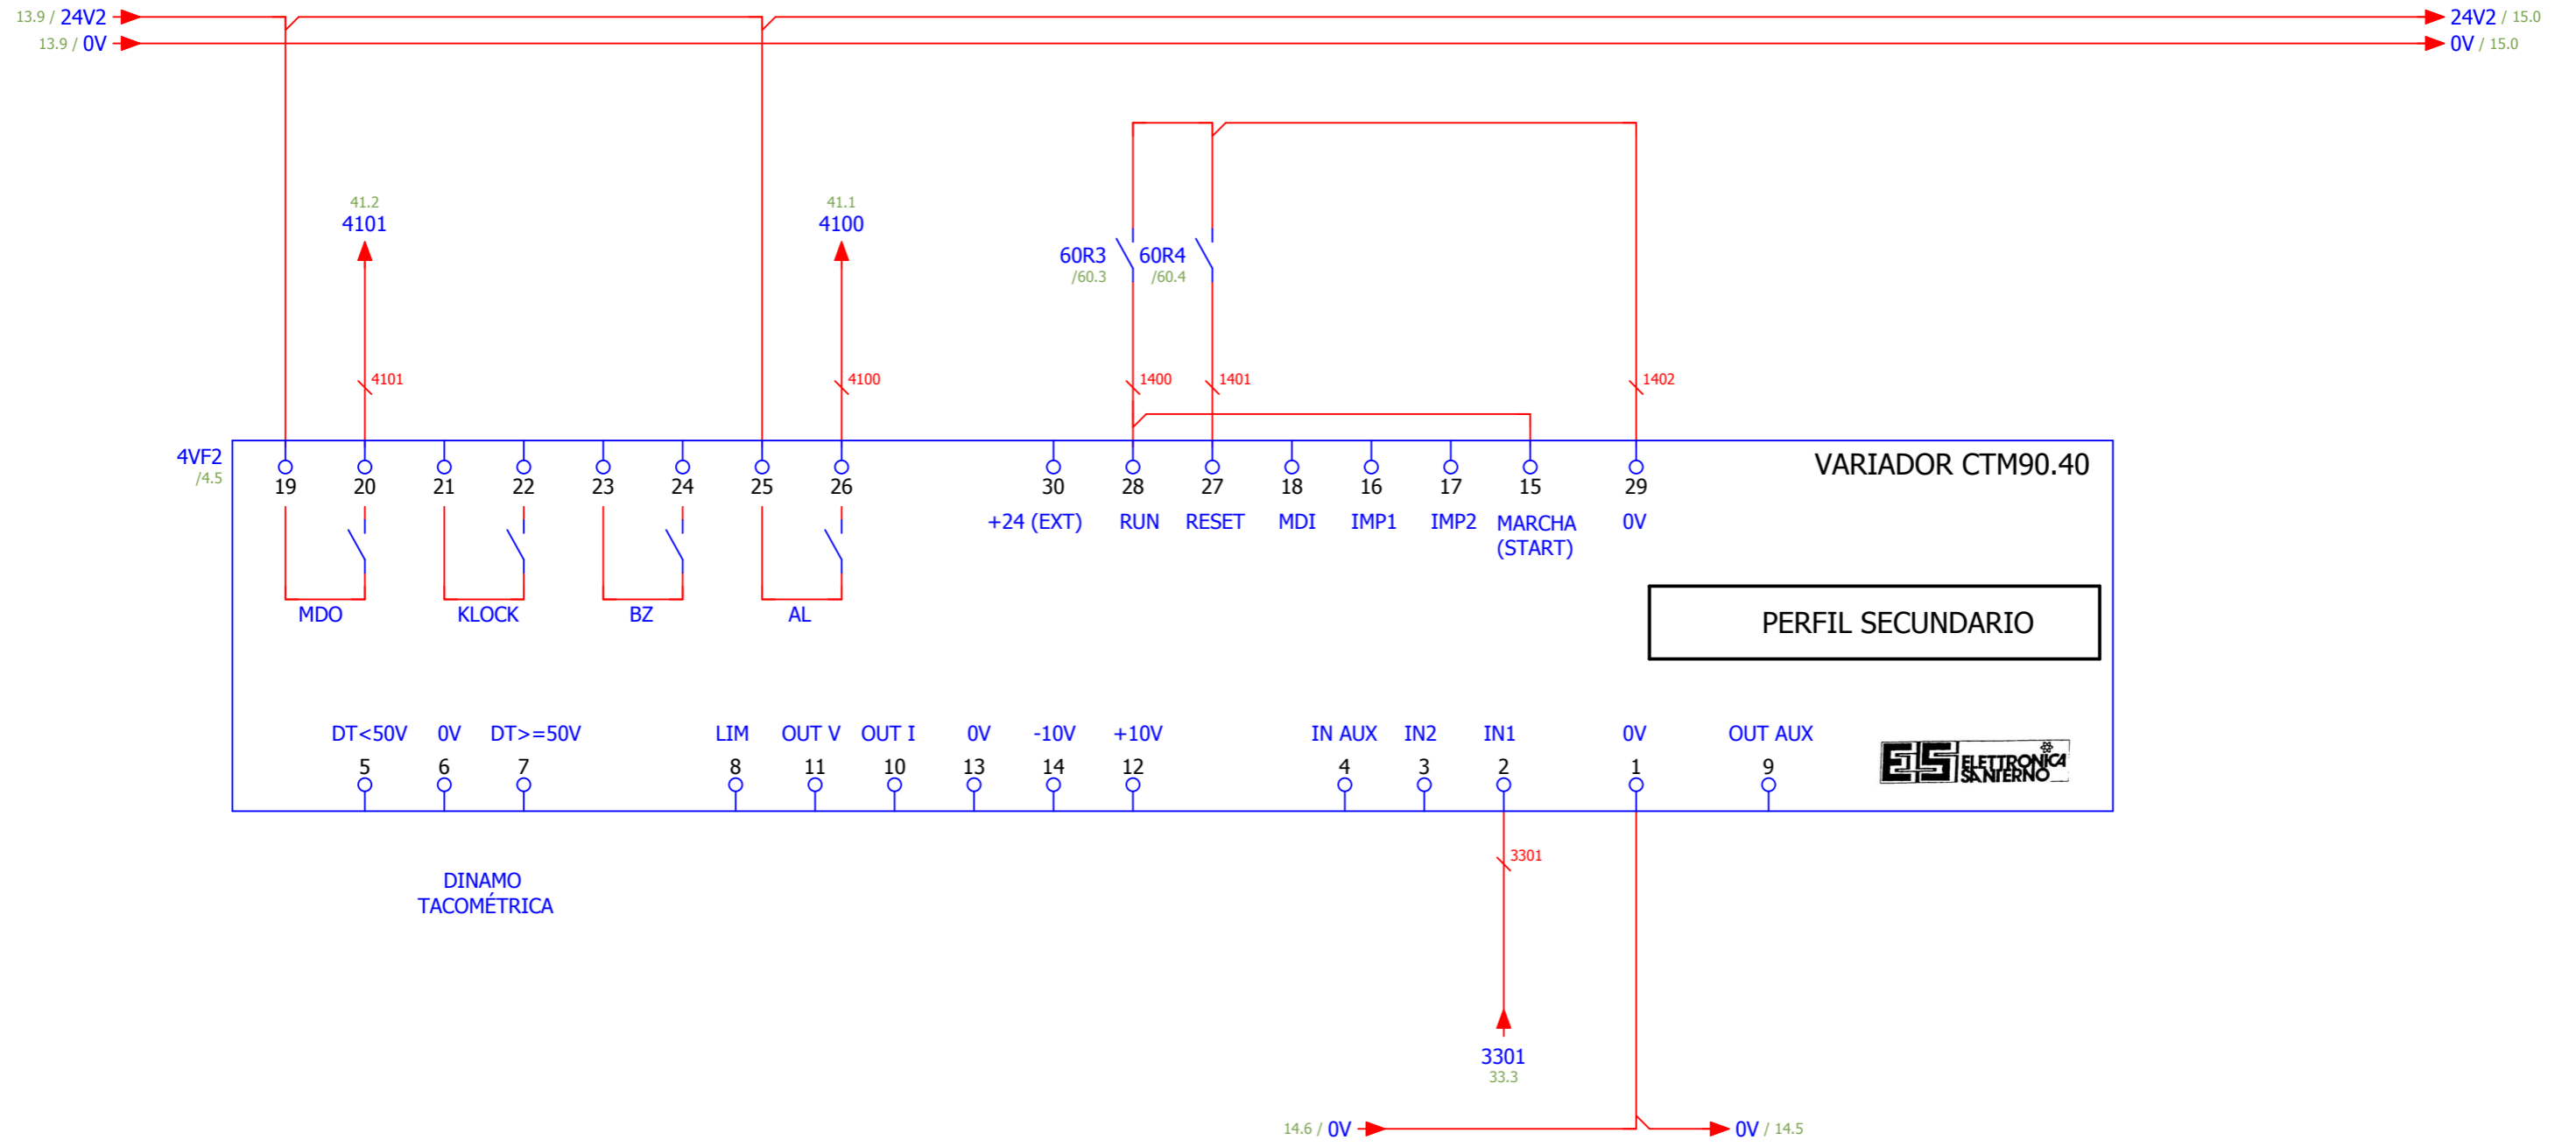 13.9 / 24V2
24V2 / 15.0
13.9 / 0V
0V / 15.0
41.2
4101
41.1
4100
60R3
/60.3
60R4
/60.4
4101
4100
1400
1401
1402
4VF2
/4.5
VARIADOR CTM90.40
19 20 21 22 23 24 25 26 30 28 27 18 16 17 15 29
+24 (EXT) RUN RESET MDI IMP1 IMP2 MARCHA (START) 0V
MDO KLOCK BZ AL
PERFIL SECUNDARIO
DT<50V 0V DT>=50V LIM OUT V OUT I 0V -10V +10V IN AUX IN2 IN1 0V OUT AUX
5 6 7 8 11 10 13 14 12 4 3 2 1 9
ELETTRONICA
SANTERNO
3301
DINAMO
TACOMÉTRICA
3301
33.3
14.6 / 0V
0V / 14.5